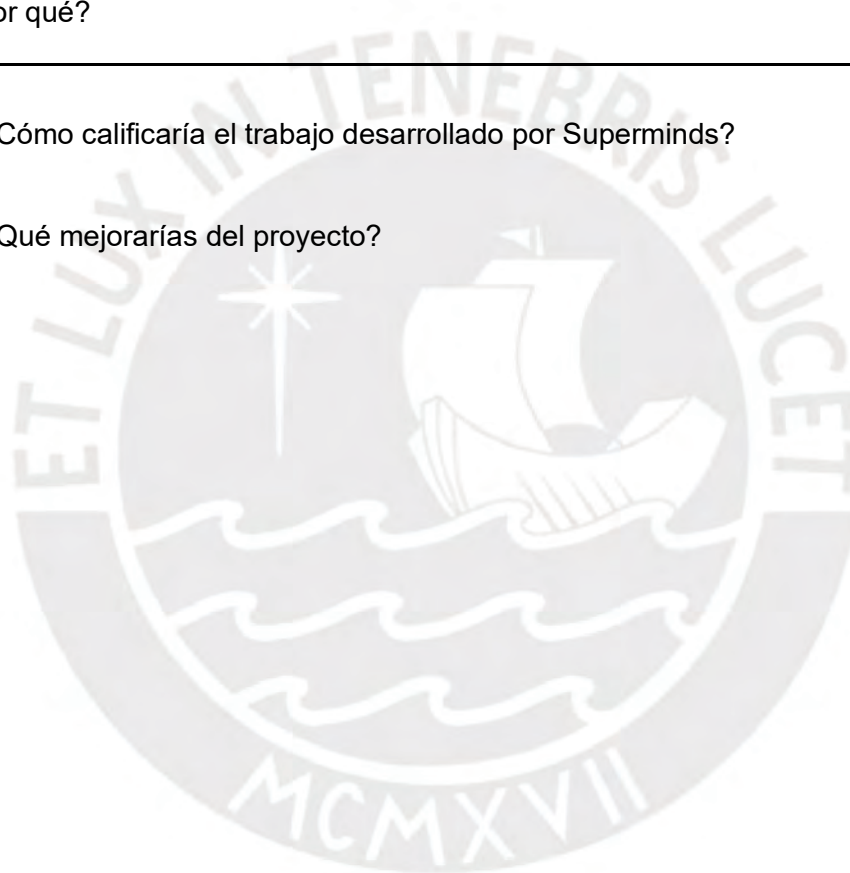 or qué?
Cómo calificaría el trabajo desarrollado por Superminds?
Qué mejorarías del proyecto?
ET LUX IN TENEBRIS LUCET
MCMXVII